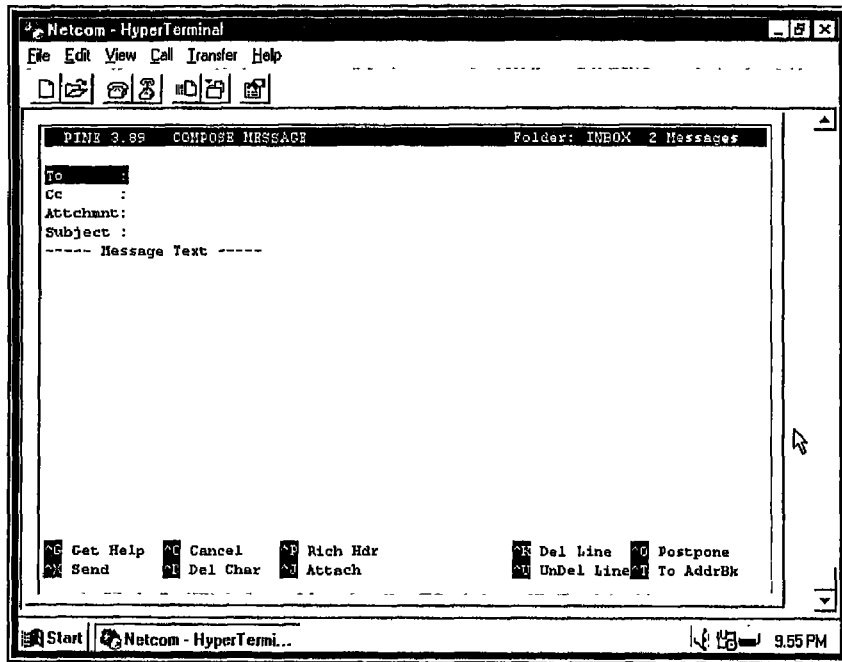 Netcom - HyperTerminal
File Edit View Call Transfer Help
PINE 3.89 COMPOSE MESSAGE Folder: INBOX 2 Messages
To :
Cc :
Attchmnt:
Subject :
----- Message Text -----
^G Get Help ^C Cancel ^R Rich Hdr ^K Del Line ^O Postpone
^X Send ^D Del Char ^J Attach ^U UnDel Line ^T To AddrBk
Start Netcom - HyperTermi... 9:55 PM